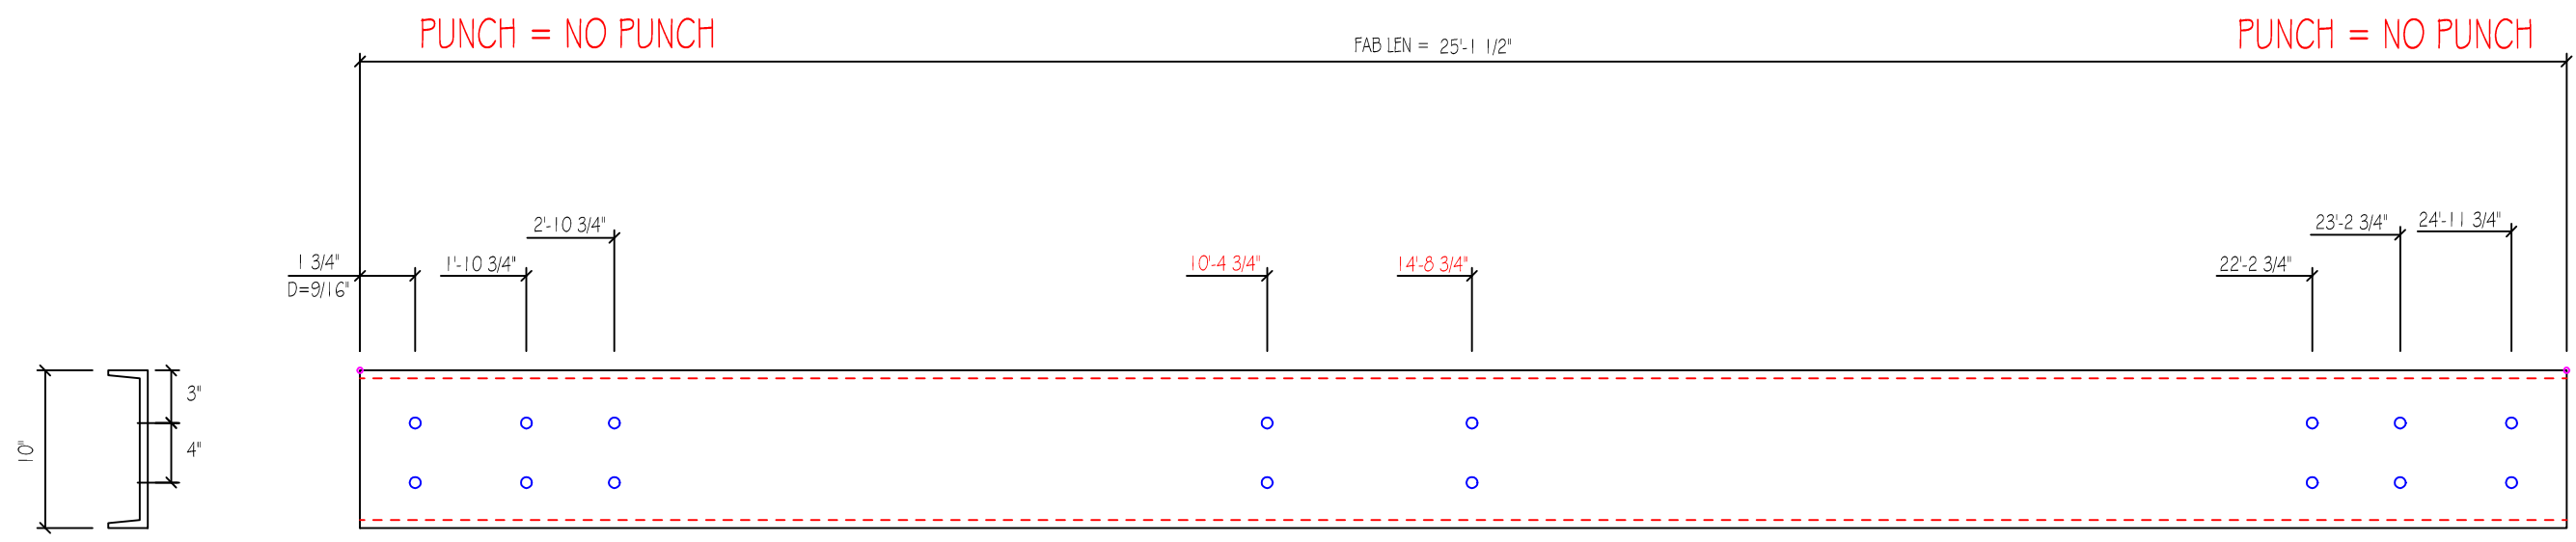 PUNCH = NO PUNCH
FAB LEN = 25'-1 1/2"
PUNCH = NO PUNCH
1 3/4"
D=9/16"
1'-10 3/4"
2'-10 3/4"
10'-4 3/4"
14'-8 3/4"
22'-2 3/4"
23'-2 3/4"
24'-11 3/4"
10"
3"
4"